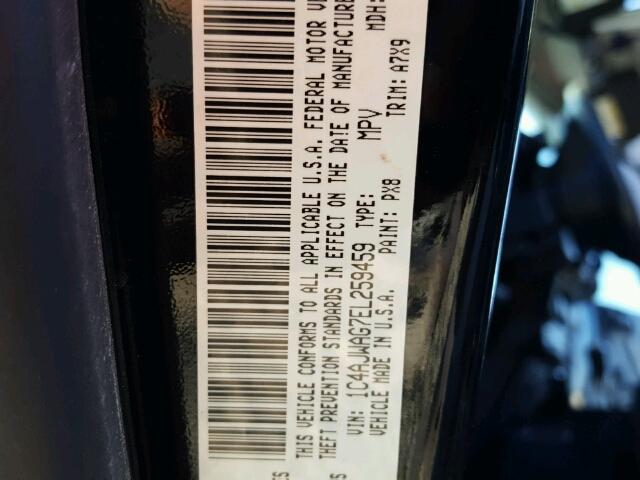 THIS VEHICLE CONFORMS TO ALL APPLICABLE U.S.A. FEDERAL MOTOR
THEFT PREVENTION STANDARDS IN EFFECT ON THE DATE OF MANUFACTURE
MDH:
VIN: 1C4AJWAG7EL259459 TYPE: MPV
VEHICLE MADE IN U.S.A. PAINT: PX8 TRIM: A7X9